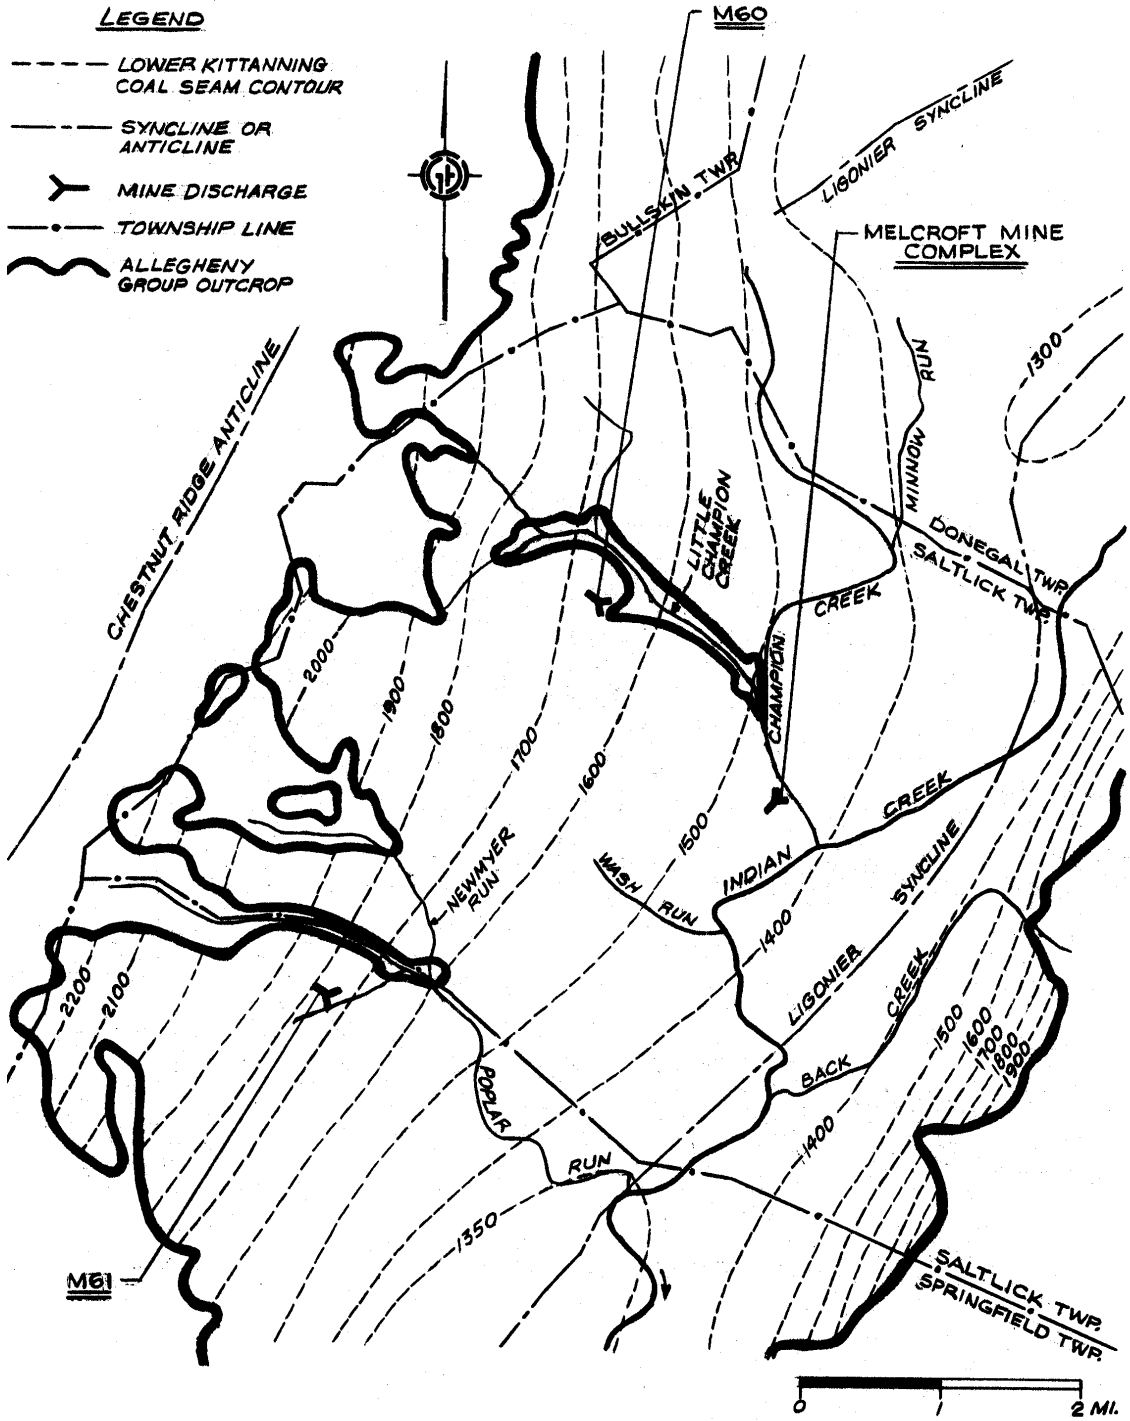 LEGEND
LOWER KITTANNING
COAL SEAM CONTOUR
SYNCLINE OR
ANTICLINE
MINE DISCHARGE
TOWNSHIP LINE
ALLEGHENY
GROUP OUTCROP
M60
LIGONIER SYNCLINE
BULLSKIN TWP.
MELCROFT MINE
COMPLEX
CHESTNUT RIDGE ANTICLINE
MINNOW RUN
1300
LITTLE
CHAMPION
CREEK
DONEGAL TWP.
SALTLICK TWP.
CHAMPION CREEK
2000
1900
1800
1700
1600
1500
1400
NEWMYER
RUN
WASH RUN
INDIAN CREEK
LIGONIER SYNCLINE
BACK CREEK
2200
2100
1500
1600
1700
1800
1900
1400
POPLAR RUN
1350
M61
SALTLICK TWP.
SPRINGFIELD TWP.
0 1 2 MI.